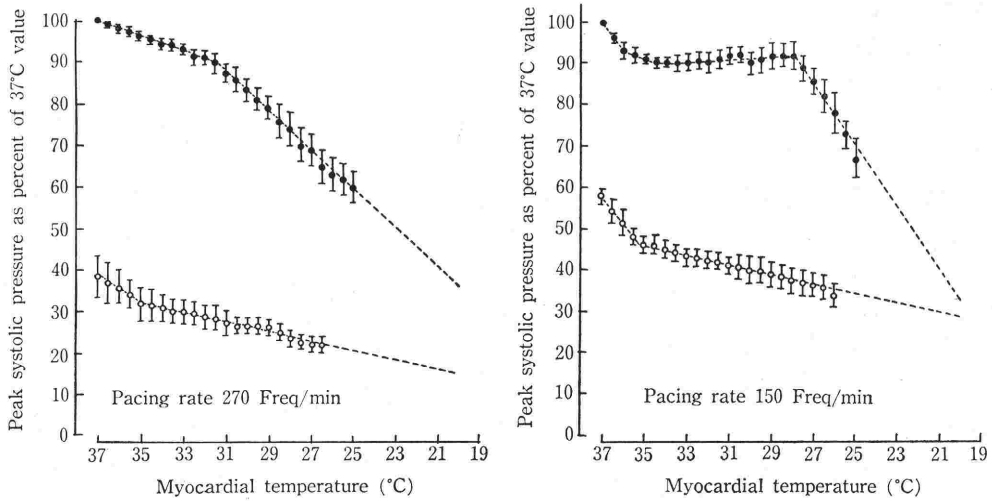 Peak systolic pressure as percent of 37°C value
100
90
80
70
60
50
40
30
20
10
0
Pacing rate 270 Freq/min
37 35 33 31 29 27 25 21 19
Myocardial temperature (°C)
Peak systolic pressure as percent of 37°C value
100
90
80
70
60
50
40
30
20
10
0
Pacing rate 150 Freq/min
37 35 33 31 29 27 25 23 21 19
Myocardial temperature (°C)